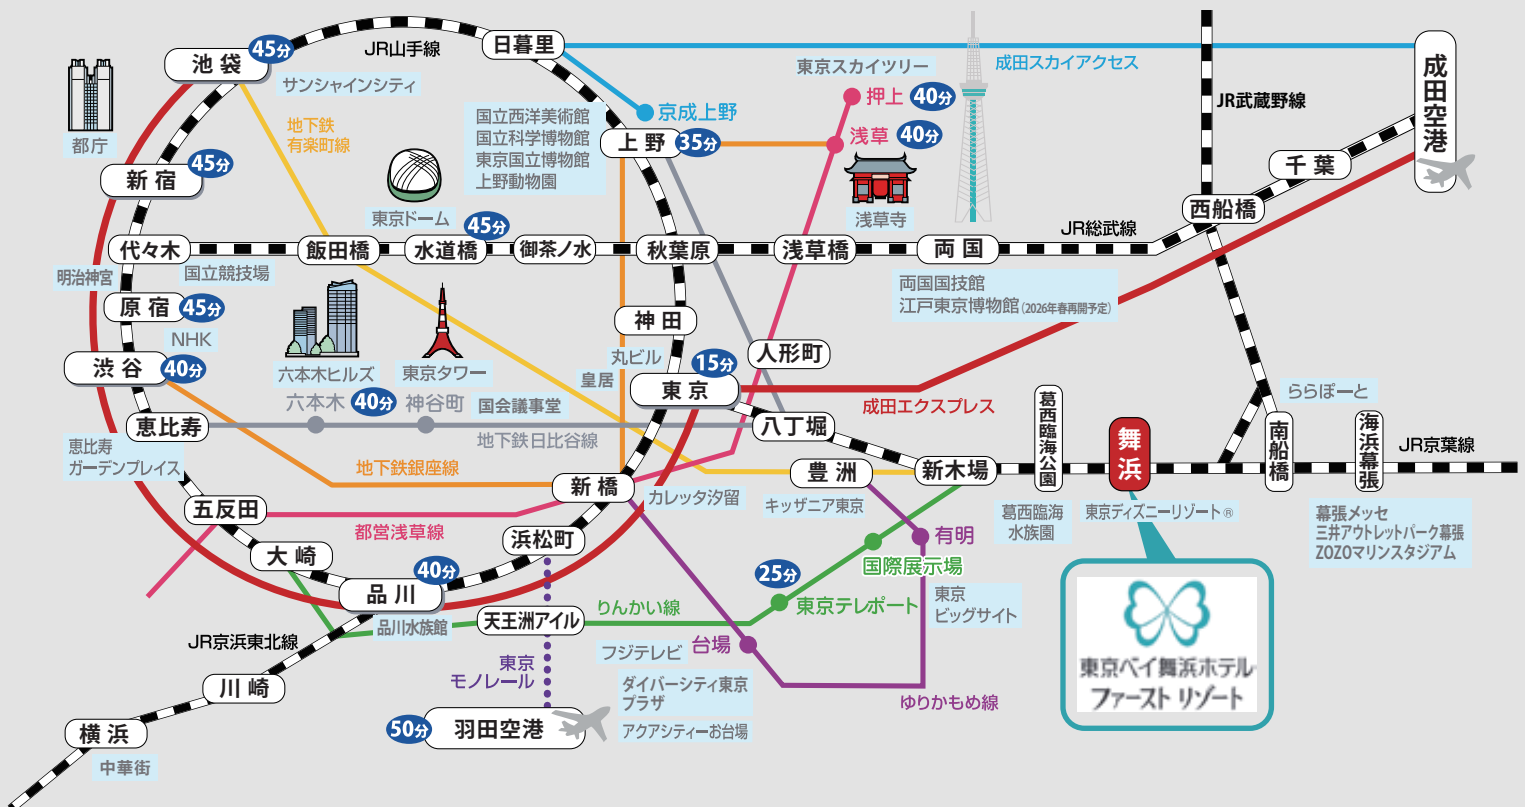 池袋
45分
サンシャインシティ
JR山手線
日暮里
成田スカイアクセス
成田空港
都庁
地下鉄
有楽町線
国立西洋美術館
国立科学博物館
東京国立博物館
上野動物園
京成上野
上野
35分
東京スカイツリー
押上
40分
浅草
40分
浅草寺
JR武蔵野線
千葉
西船橋
新宿
45分
東京ドーム
45分
代々木
飯田橋
水道橋
御茶ノ水
秋葉原
浅草橋
両国
JR総武線
明治神宮
国立競技場
両国国技館
江戸東京博物館(2026年春再開予定)
原宿
45分
NHK
神田
渋谷
40分
六本木ヒルズ
東京タワー
丸ビル
皇居
15分
東京
人形町
成田エクスプレス
六本木
40分
神谷町
国会議事堂
地下鉄日比谷線
恵比寿
恵比寿
ガーデンプレイス
八丁堀
葛西臨海公園
舞浜
ららぽーと
南船橋
海浜幕張
JR京葉線
地下鉄銀座線
新橋
カレッタ汐留
豊洲
キッザニア東京
新木場
葛西臨海
水族園
東京ディズニーリゾート®
幕張メッセ
三井アウトレットパーク幕張
ZOZOマリンスタジアム
五反田
都営浅草線
浜松町
有明
国際展示場
大崎
品川
40分
品川水族館
25分
東京テレポート
東京
ビッグサイト
天王洲アイル
りんかい線
JR京浜東北線
東京
モノレール
フジテレビ
台場
ダイバーシティ東京
プラザ
アクアシティーお台場
ゆりかもめ線
川崎
横浜
中華街
50分
羽田空港
東京ベイ舞浜ホテル
ファースト リゾート